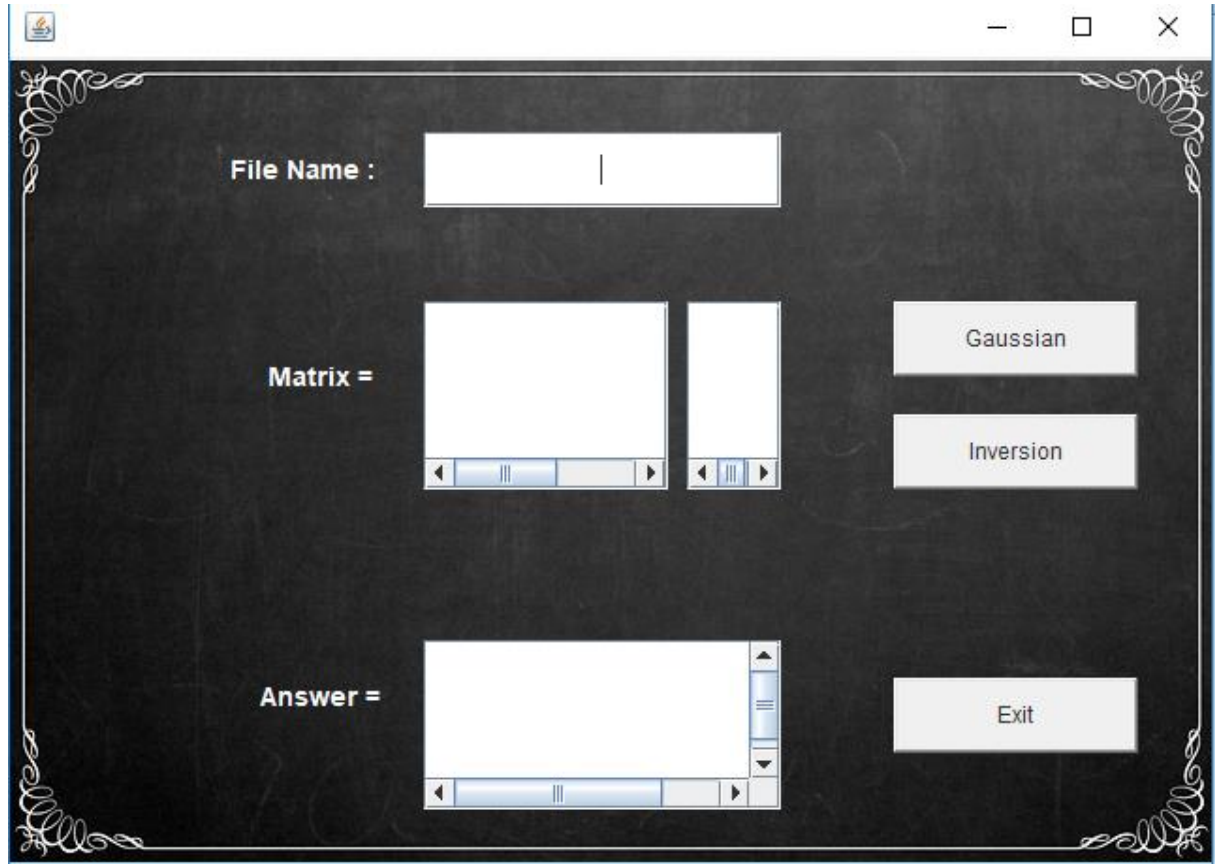 File Name :
Matrix =
Gaussian
Inversion
Answer =
Exit